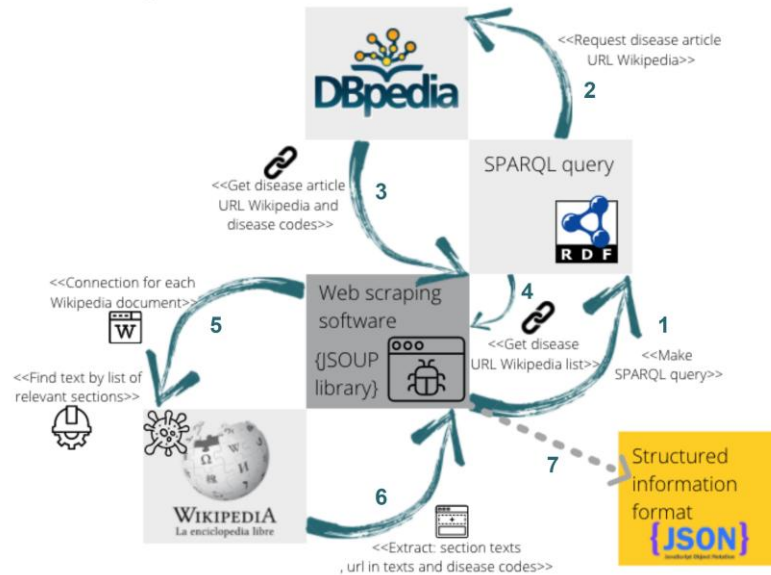 DBpedia
<<Request disease article
URL Wikipedia>>
2
SPARQL query
RDF
<<Get disease article
URL Wikipedia and
disease codes>>
3
<<Connection for each
Wikipedia document>>
W
5
Web scraping
software
{JSOUP
library}
4
<<Get disease
URL Wikipedia list>>
1
<<Make
SPARQL query>>
<<Find text by list of
relevant sections>>
Ω
W
И
WIKIPEDIA
La enciclopedia libre
6
<<Extract: section texts
, url in texts and disease codes>>
7
Structured
information
format
{JSON}
JavaScript Object Notation